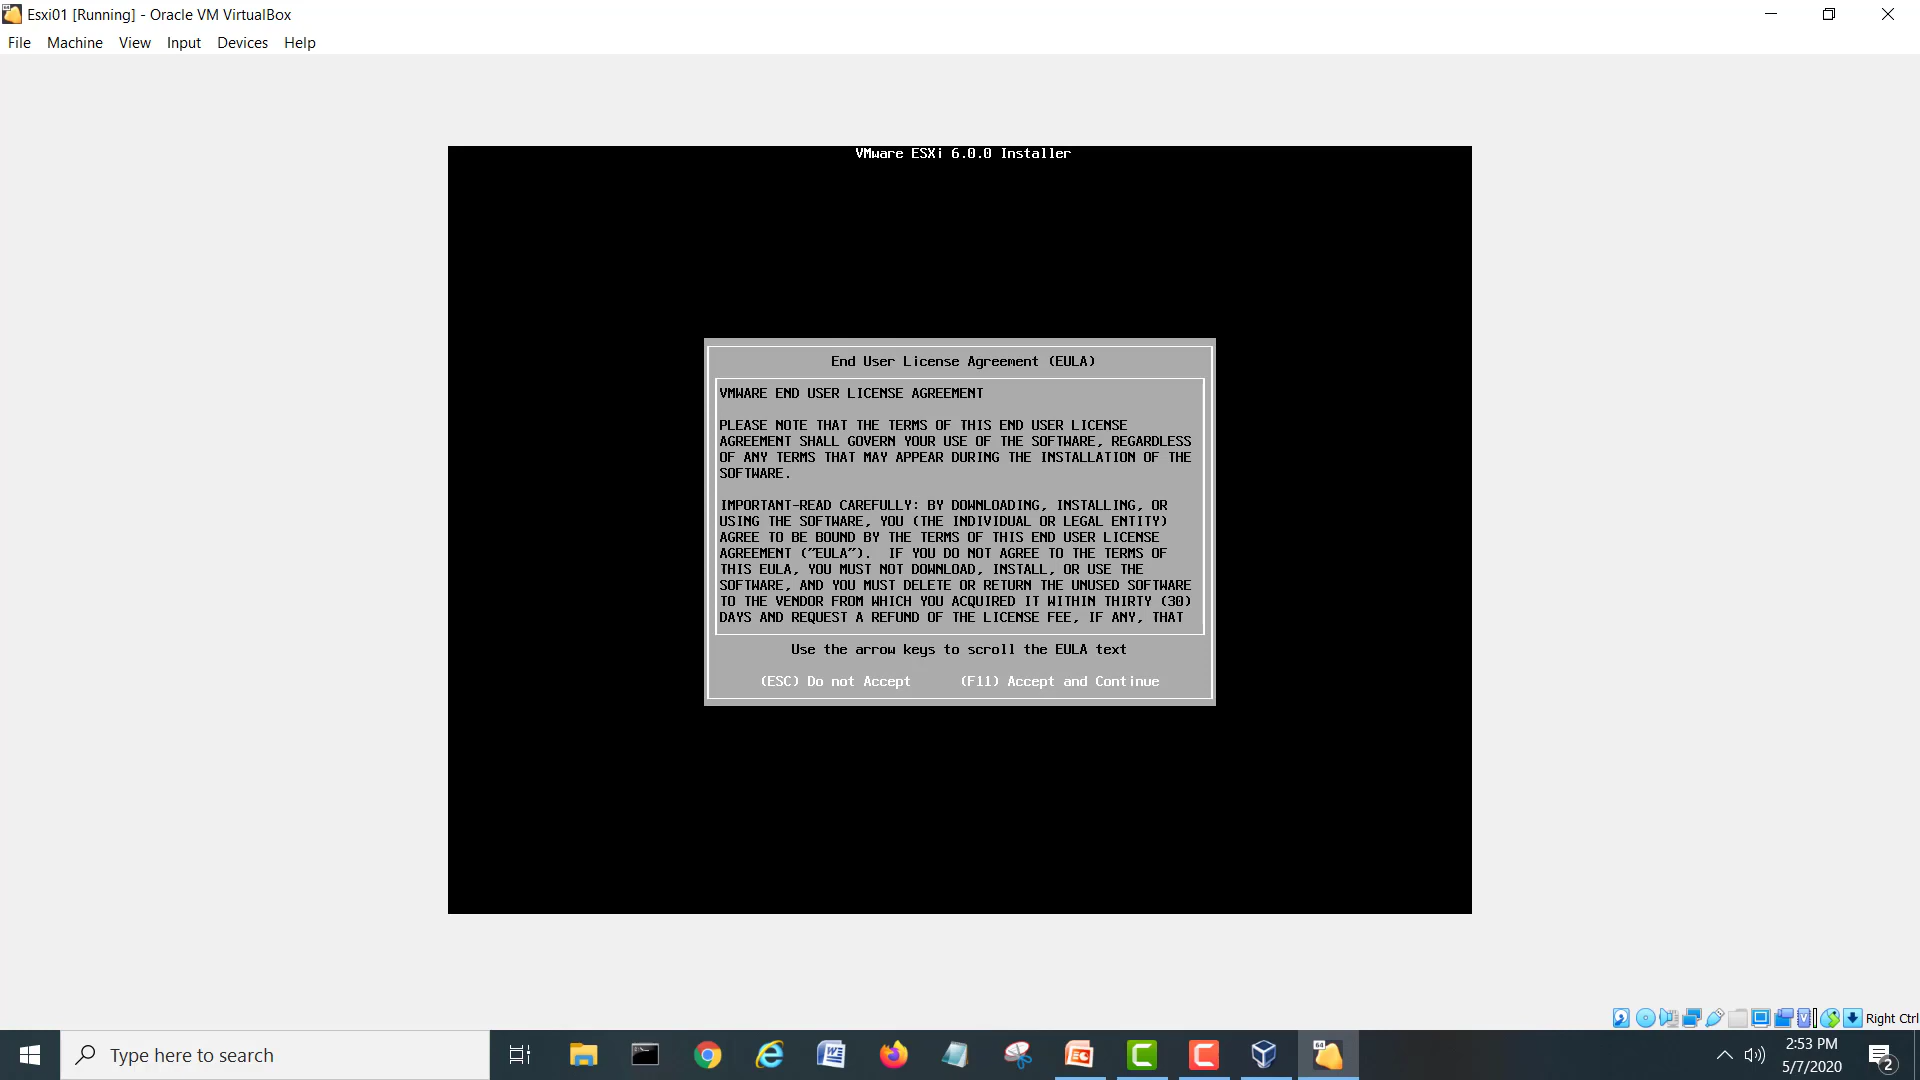 Esxi01 [Running] - Oracle VM VirtualBox
File Machine View Input Devices Help
VMware ESXi 6.0.0 Installer
End User License Agreement (EULA)
VMWARE END USER LICENSE AGREEMENT
PLEASE NOTE THAT THE TERMS OF THIS END USER LICENSE
AGREEMENT SHALL GOVERN YOUR USE OF THE SOFTWARE, REGARDLESS
OF ANY TERMS THAT MAY APPEAR DURING THE INSTALLATION OF THE
SOFTWARE.
IMPORTANT-READ CAREFULLY: BY DOWNLOADING, INSTALLING, OR
USING THE SOFTWARE, YOU (THE INDIVIDUAL OR LEGAL ENTITY)
AGREE TO BE BOUND BY THE TERMS OF THIS END USER LICENSE
AGREEMENT ("EULA"). IF YOU DO NOT AGREE TO THE TERMS OF
THIS EULA, YOU MUST NOT DOWNLOAD, INSTALL, OR USE THE
SOFTWARE, AND YOU MUST DELETE OR RETURN THE UNUSED SOFTWARE
TO THE VENDOR FROM WHICH YOU ACQUIRED IT WITHIN THIRTY (30)
DAYS AND REQUEST A REFUND OF THE LICENSE FEE, IF ANY, THAT
Use the arrow keys to scroll the EULA text
(ESC) Do not Accept (F11) Accept and Continue
Right Ctrl
Type here to search
2:53 PM
5/7/2020
2